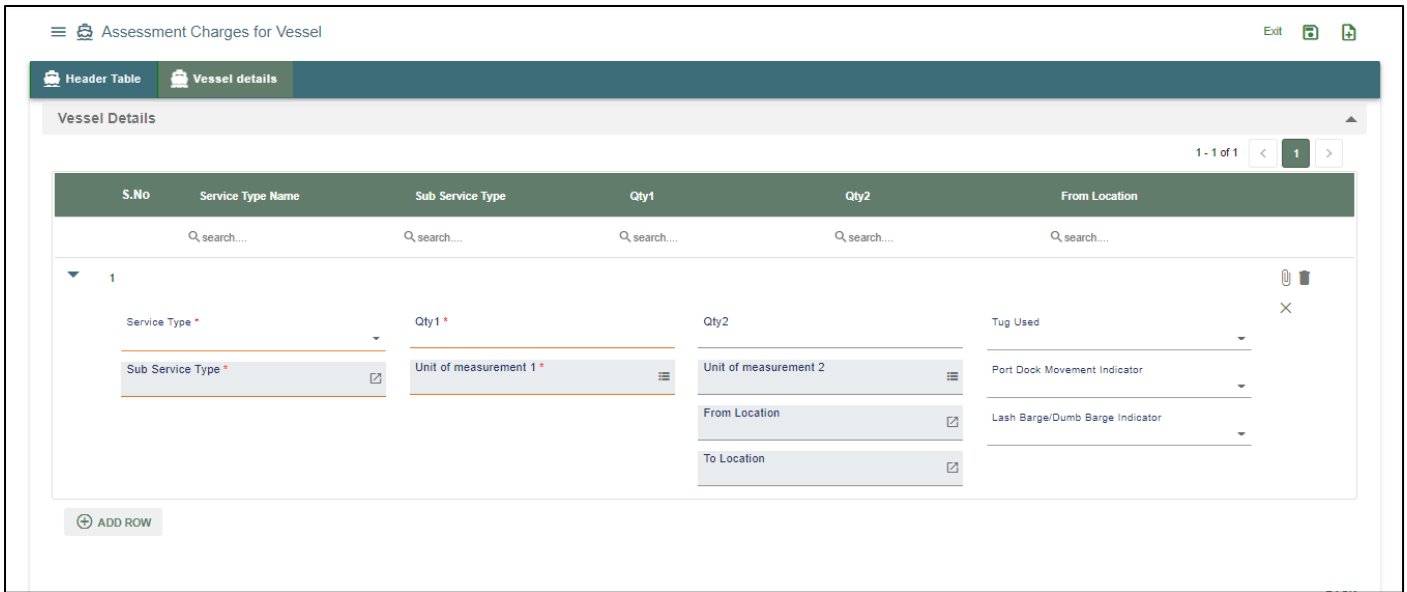 Assessment Charges for Vessel Exit
Header Table Vessel details
Vessel Details
1 - 1 of 1 < 1 >
S.No Service Type Name Sub Service Type Qty1 Qty2 From Location
search.... search.... search.... search.... search....
1
Service Type * Qty1 * Qty2 Tug Used
Sub Service Type * Unit of measurement 1 * Unit of measurement 2 Port Dock Movement Indicator
From Location Lash Barge/Dumb Barge Indicator
To Location
ADD ROW